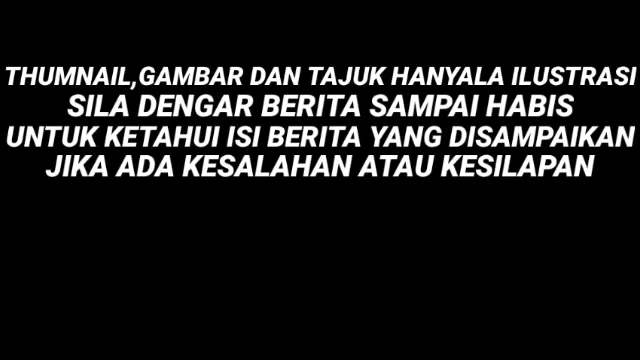 THUMNAIL,GAMBAR DAN TAJUK HANYALA ILUSTRASI
SILA DENGAR BERITA SAMPAI HABIS
UNTUK KETAHUI ISI BERITA YANG DISAMPAIKAN
JIKA ADA KESALAHAN ATAU KESILAPAN